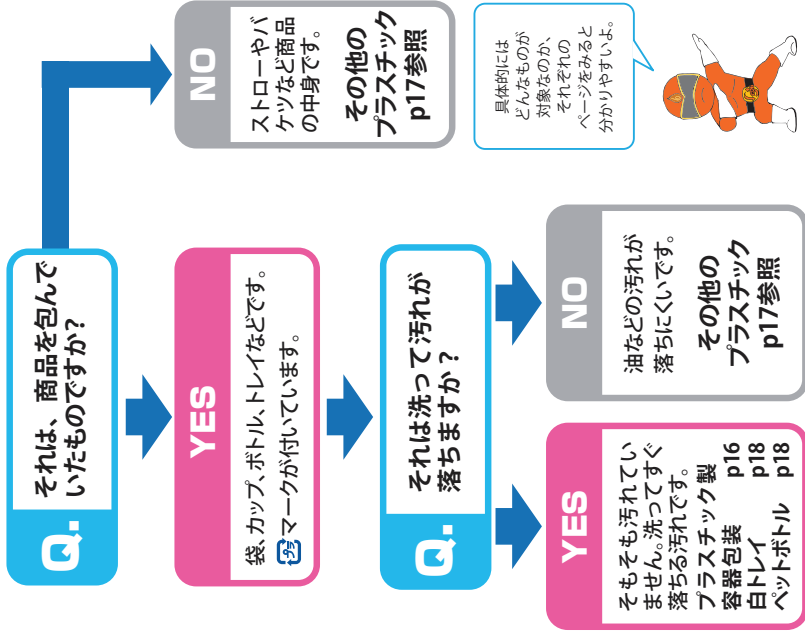 Q.
それは、商品を包んで
いたものですか？
YES
袋、カップ、ボトル、トレイなどです。
プラマークが付いています。
NO
ストローやバ
ケツなど商品
の中身です。
その他の
プラスチック
p17参照
Q.
それは洗って汚れが
落ちますか？
YES
そもそも汚れてい
ません。洗ってすぐ
落ちる汚れです。
プラスチック製
容器包装 p16
白トレイ p18
ペットボトル p18
NO
油などの汚れが
落ちにくいです。
その他の
プラスチック
p17参照
具体的には
どんなものが
対象なのか、
それぞれの
ページをみると
分かりやすいよ。